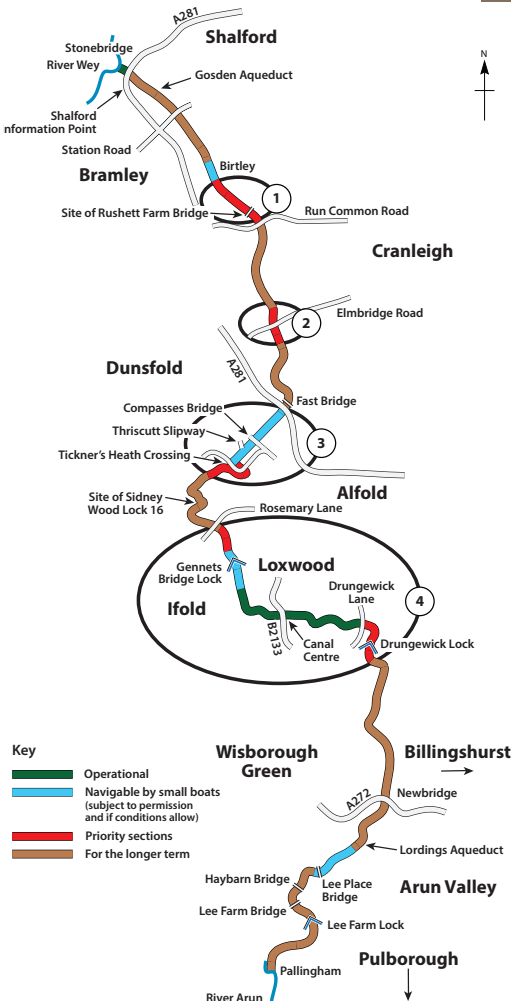 A281
Shalford
Stonebridge
River Wey
Gosden Aqueduct
N
Shalford
nformation Point
Station Road
Bramley
Birtley
1
Site of Rushett Farm Bridge
Run Common Road
Cranleigh
Elmbridge Road
2
A281
Dunsfold
Fast Bridge
Compasses Bridge
Thriscutt Slipway
3
Tickner's Heath Crossing
Alfold
Site of Sidney
Wood Lock 16
Rosemary Lane
Gennets
Bridge Lock
Loxwood
Drungewick
Lane
Ifold
4
B2133
Canal
Centre
Drungewick Lock
Key
Operational
Navigable by small boats
(subject to permission
and if conditions allow)
Priority sections
For the longer term
Wisborough
Green
Billingshurst
A272
Newbridge
Lordings Aqueduct
Haybarn Bridge
Lee Place
Bridge
Arun Valley
Lee Farm Bridge
Lee Farm Lock
Pulborough
Pallingham
River Arun